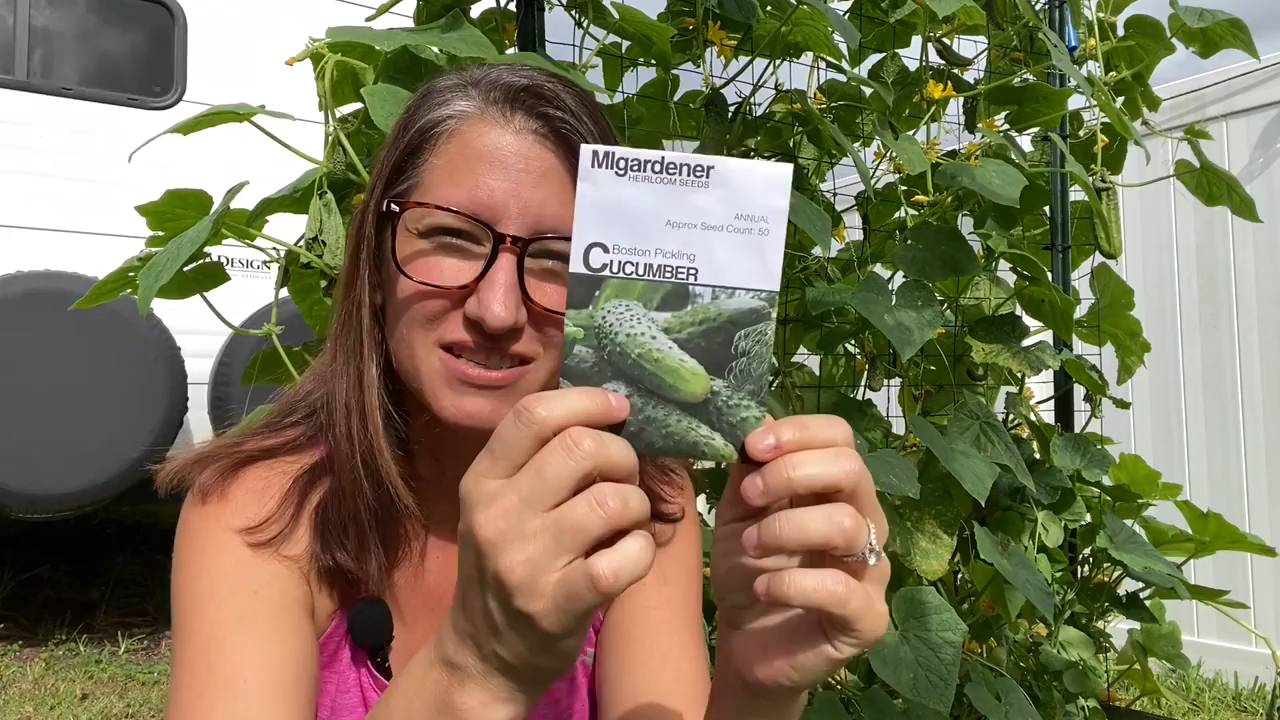 MIgardener
HEIRLOOM SEEDS
ANNUAL
Approx Seed Count: 50
Boston Pickling
CUCUMBER
DESIGN